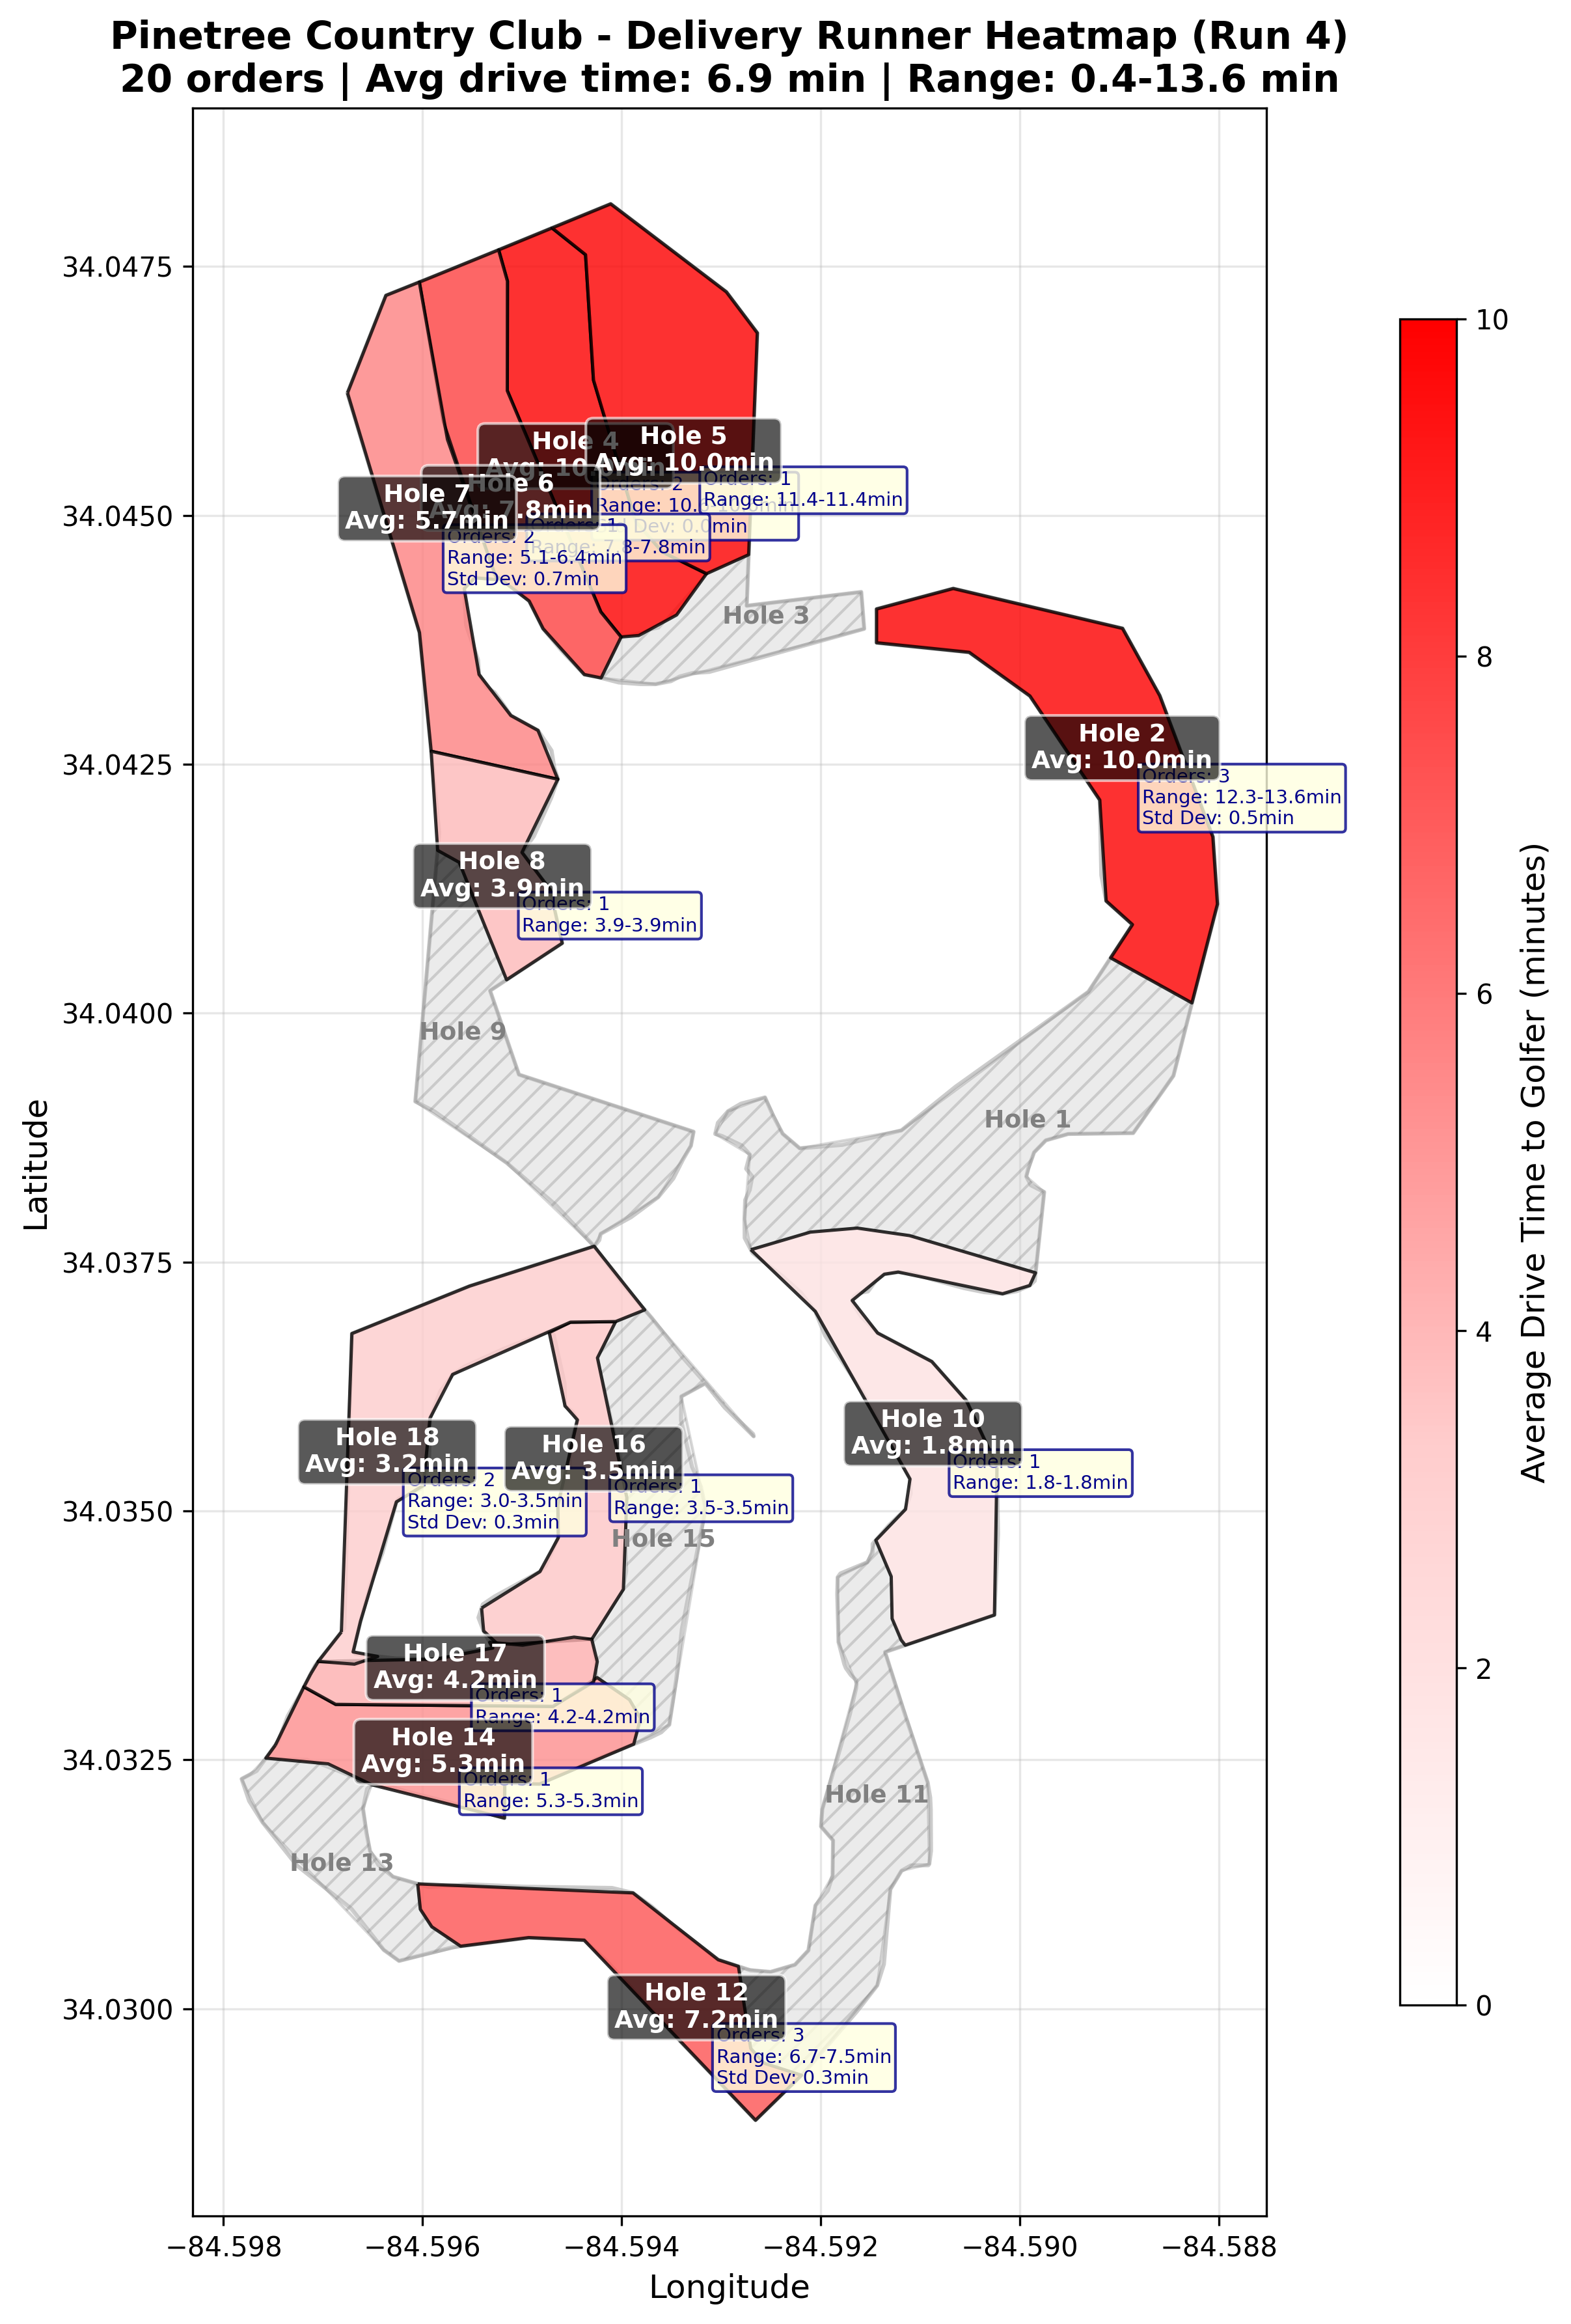 Pinetree Country Club - Delivery Runner Heatmap (Run 4)
20 orders | Avg drive time: 6.9 min | Range: 0.4-13.6 min
34.0475
34.0450
34.0425
34.0400
34.0375
34.0350
34.0325
34.0300
Latitude
−84.598
−84.596
−84.594
−84.592
−84.590
−84.588
Longitude
Hole 4
Avg: 10.
Hole 5
Avg: 10.0min
Orders: 1
Range: 11.4-11.4min
Orders: 2
Range: 10.
Dev: 0.0min
Hole 6
7.8min
Orders: 1
Range: 7.8-7.8min
Hole 7
Avg: 5.7min
Orders: 2
Range: 5.1-6.4min
Std Dev: 0.7min
Hole 3
Hole 2
Avg: 10.0min
Orders: 3
Range: 12.3-13.6min
Std Dev: 0.5min
Hole 8
Avg: 3.9min
Orders: 1
Range: 3.9-3.9min
Hole 9
Hole 1
Hole 10
Avg: 1.8min
Orders: 1
Range: 1.8-1.8min
Hole 18
Avg: 3.2min
Orders: 2
Range: 3.0-3.5min
Std Dev: 0.3min
Hole 16
Avg: 3.5min
Orders: 1
Range: 3.5-3.5min
Hole 15
Hole 17
Avg: 4.2min
Orders: 1
Range: 4.2-4.2min
Hole 14
Avg: 5.3min
Orders: 1
Range: 5.3-5.3min
Hole 11
Hole 13
Hole 12
Avg: 7.2min
Orders: 3
Range: 6.7-7.5min
Std Dev: 0.3min
10
8
6
4
2
0
Average Drive Time to Golfer (minutes)